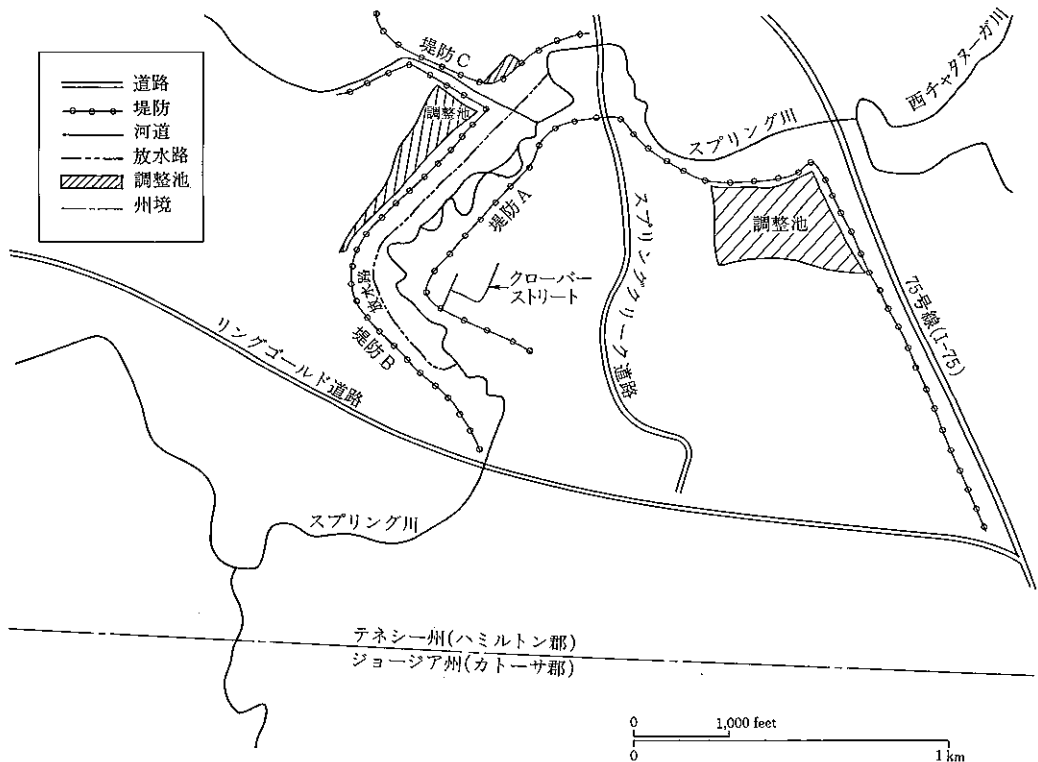 道路
堤防
河道
放水路
調整池
州境
堤防C
調整池
堤防A
放水路
堤防B
クローバー
ストリート
スプリングクリーク道路
スプリング川
西チャタヌーガ川
調整池
75号線(I-75)
リンゴゴールド道路
スプリング川
テネシー州(ハミルトン郡)
ジョージア州(カトーサ郡)
0 1,000 feet
0 1 km